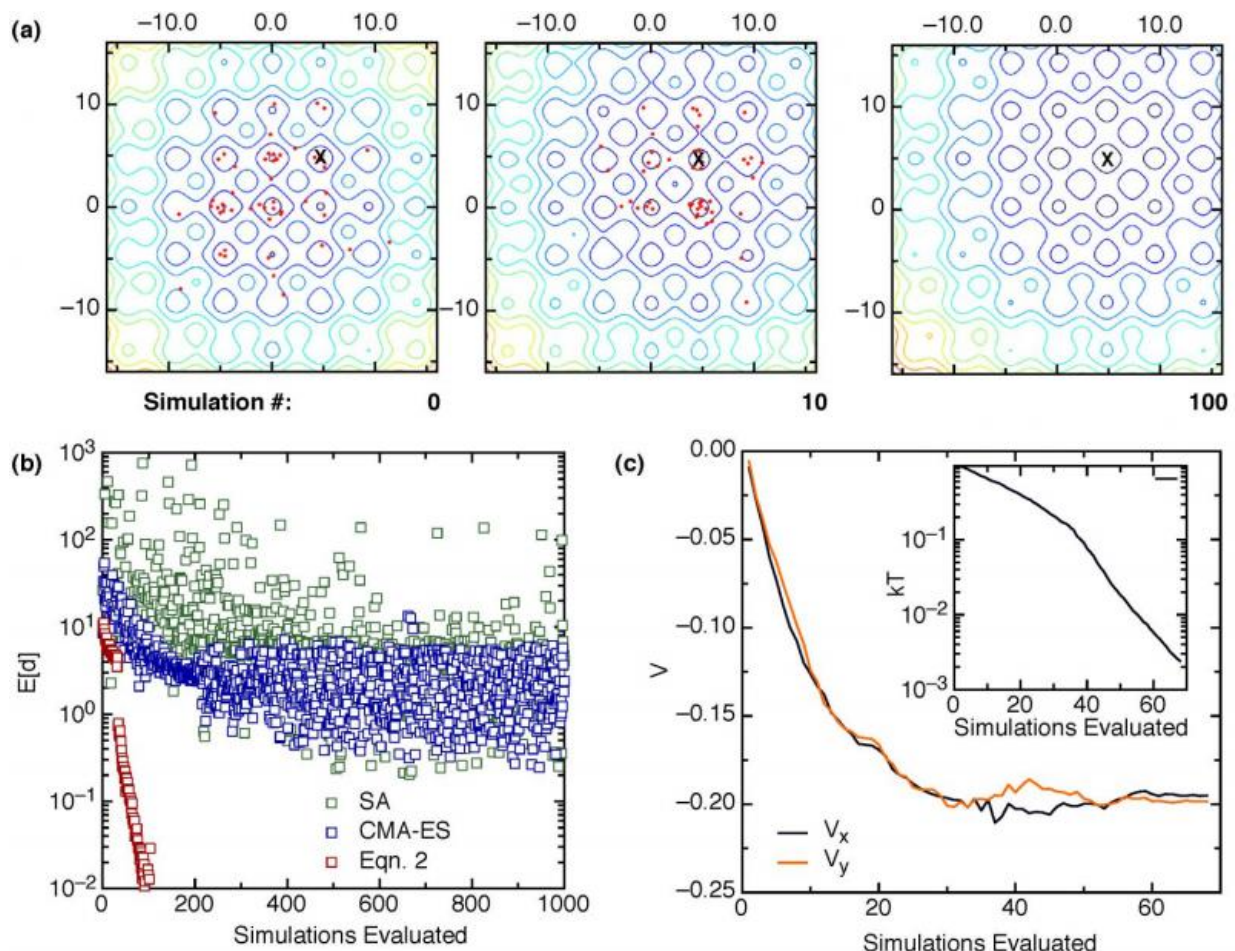 (a)
−10.0 0.0 10.0 −10.0 0.0 10.0 −10.0 0.0 10.0
10 10 10
0 0 0
−10 −10 −10
X X X
Simulation #: 0 10 100
(b)
10³
10²
10¹
10⁰
10⁻¹
10⁻²
E[d]
SA
CMA-ES
Eqn. 2
0 200 400 600 800 1000
Simulations Evaluated
(c)
0.00
−0.05
−0.10
−0.15
−0.20
−0.25
V
Vₓ
V_y
0 20 40 60
Simulations Evaluated
kT
10⁻¹
10⁻²
10⁻³
0 20 40 60
Simulations Evaluated